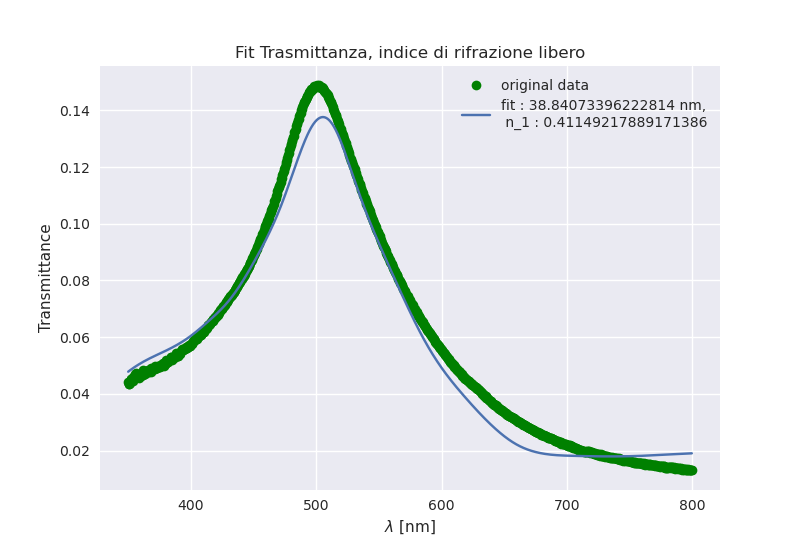 Fit Trasmittanza, indice di rifrazione libero
original data
fit : 38.84073396222814 nm,
n_1 : 0.41149217889171386
Transmittance
0.14
0.12
0.10
0.08
0.06
0.04
0.02
400
500
600
700
800
λ [nm]